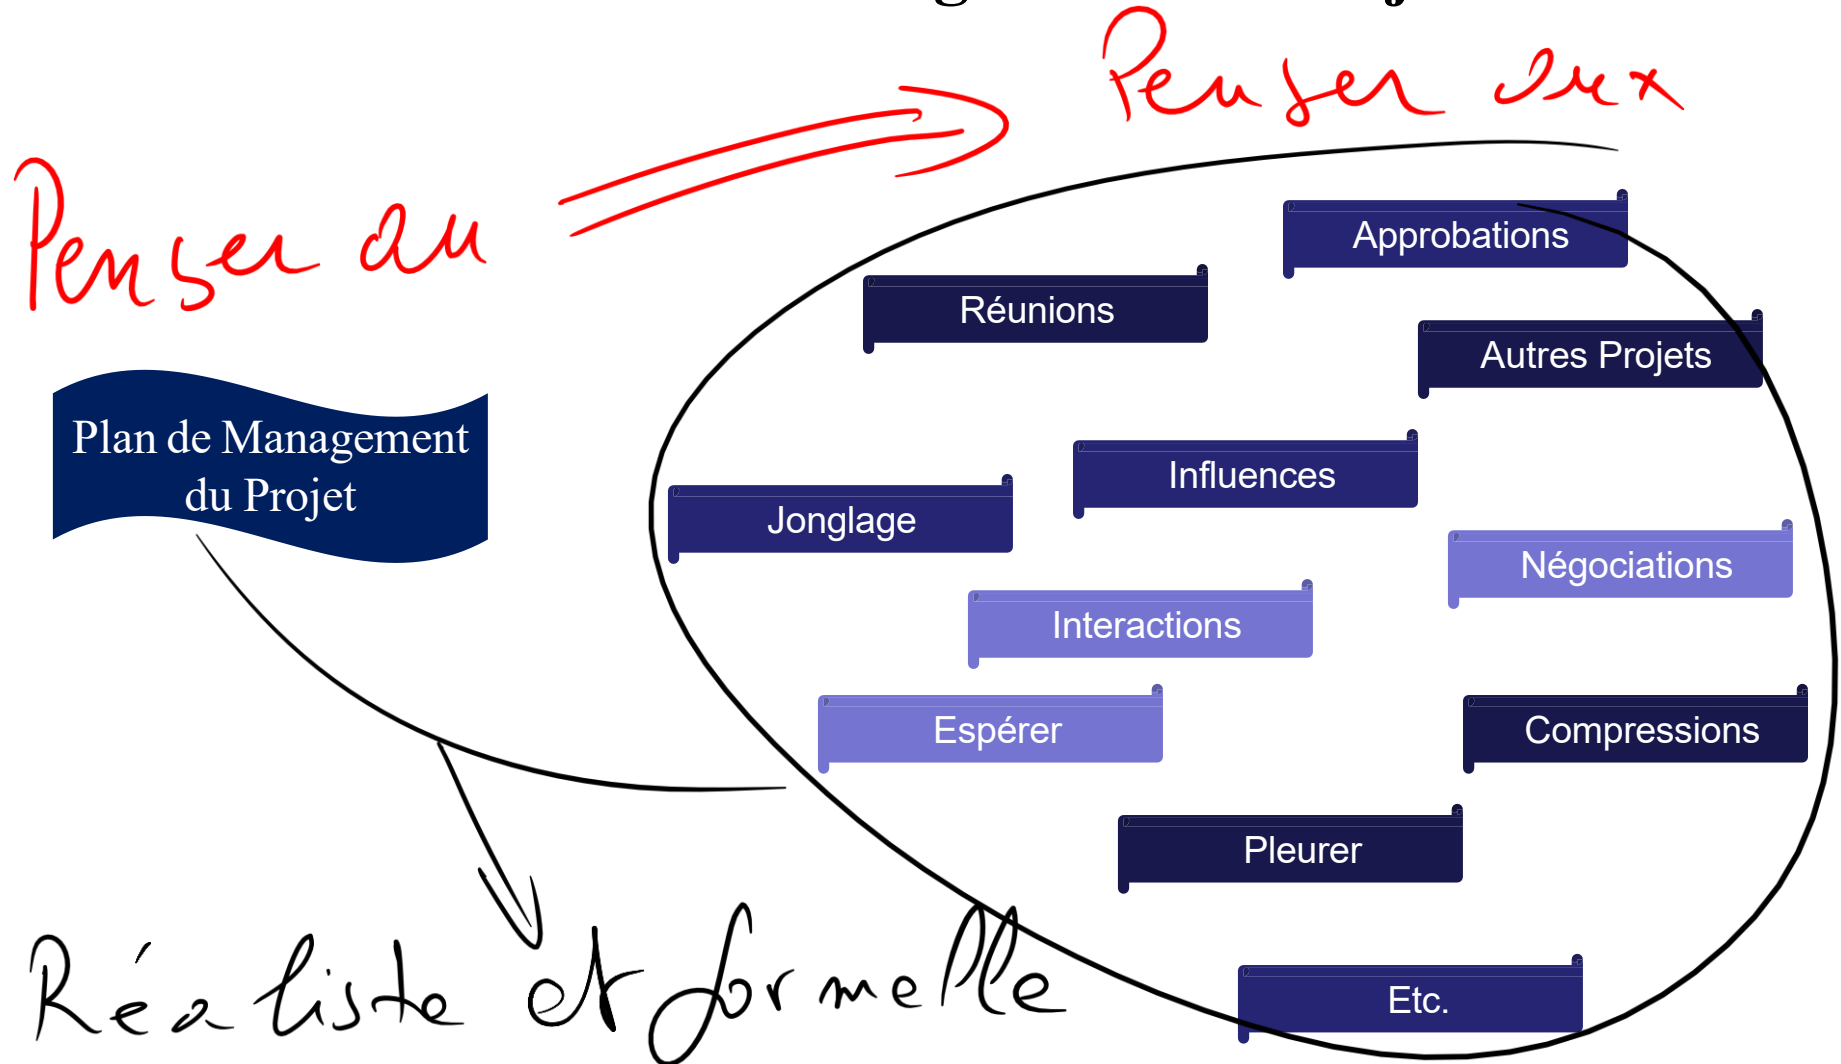 Penser aux
Penser au
Approbations
Réunions
Autres Projets
Plan de Management
du Projet
Influences
Jonglage
Négociations
Interactions
Espérer
Compressions
Pleurer
Réaliste et formelle
Etc.